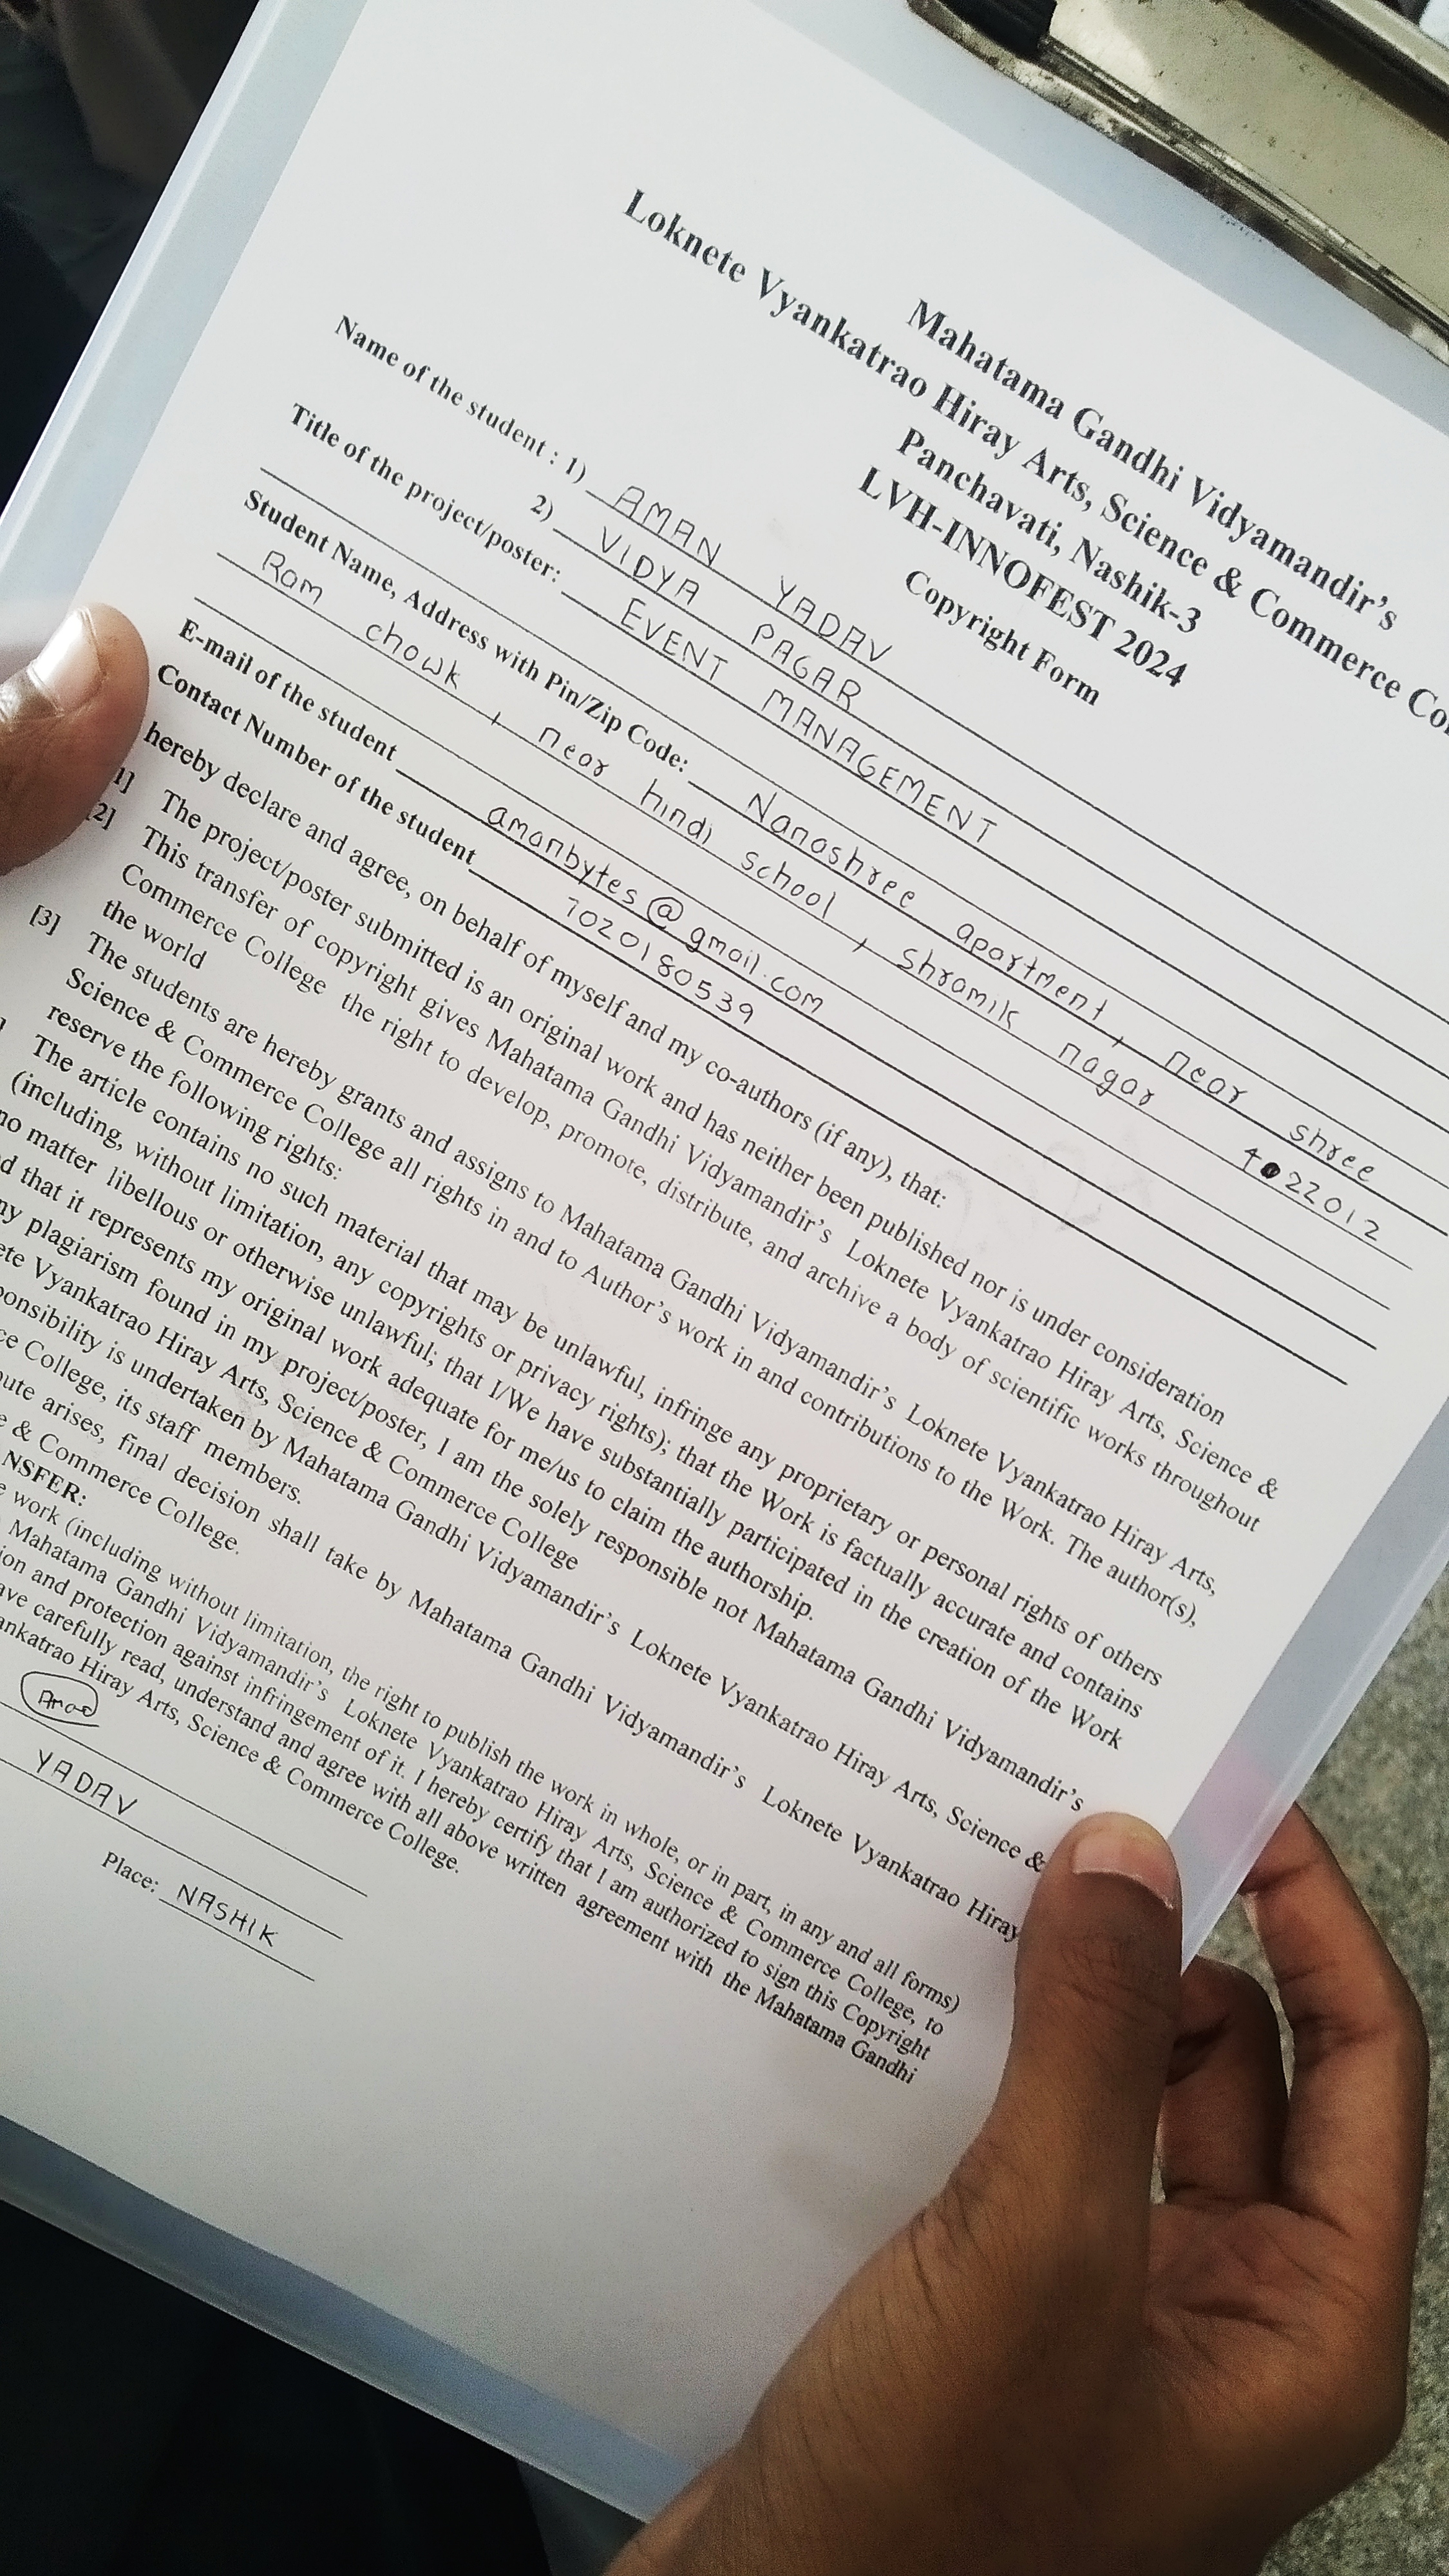 Mahatama Gandhi Vidyamandir's
Loknete Vyankatrao Hiray Arts, Science & Commerce Co
Panchavati, Nashik-3
LVH-INNOFEST 2024
Copyright Form
Name of the student : 1) AMAN YADAV
2) VIDYA PAGAR
Title of the project/poster: EVENT MANAGEMENT
Student Name, Address with Pin/Zip Code: Nanashree apartment, near shree
Ram chowk, near hindi school, shramik nagar 422012
E-mail of the student amanbytes@gmail.com
Contact Number of the student 7020180539
hereby declare and agree, on behalf of myself and my co-authors (if any), that:
1] The project/poster submitted is an original work and has neither been published nor is under consideration
[2] This transfer of copyright gives Mahatama Gandhi Vidyamandir's Loknete Vyankatrao Hiray Arts, Science &
Commerce College the right to develop, promote, distribute, and archive a body of scientific works throughout
the world
[3] The students are hereby grants and assigns to Mahatama Gandhi Vidyamandir's Loknete Vyankatrao Hiray Arts,
Science & Commerce College all rights in and to Author's work in and contributions to the Work. The author(s),
reserve the following rights:
] The article contains no such material that may be unlawful, infringe any proprietary or personal rights of others
(including, without limitation, any copyrights or privacy rights); that the Work is factually accurate and contains
no matter libellous or otherwise unlawful; that I/We have substantially participated in the creation of the Work
d that it represents my original work adequate for me/us to claim the authorship.
ny plagiarism found in my project/poster, I am the solely responsible not Mahatama Gandhi Vidyamandir's
ete Vyankatrao Hiray Arts, Science & Commerce College
ponsibility is undertaken by Mahatama Gandhi Vidyamandir's Loknete Vyankatrao Hiray Arts, Science &
ce College, its staff members.
ute arises, final decision shall take by Mahatama Gandhi Vidyamandir's Loknete Vyankatrao Hiray
e & Commerce College.
NSFER:
e work (including without limitation, the right to publish the work in whole, or in part, in any and all forms)
Mahatama Gandhi Vidyamandir's Loknete Vyankatrao Hiray Arts, Science & Commerce College, to
ion and protection against infringement of it. I hereby certify that I am authorized to sign this Copyright
ave carefully read, understand and agree with all above written agreement with the Mahatama Gandhi
ankatrao Hiray Arts, Science & Commerce College.
YADAV
Place: NASHIK